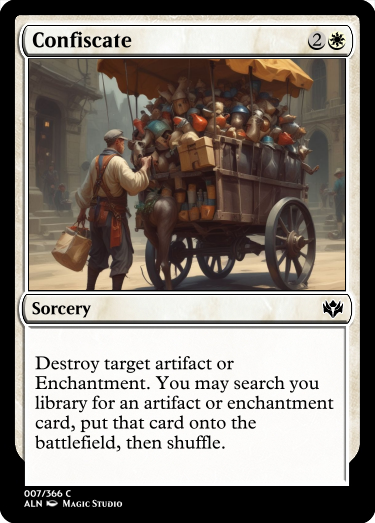 Confiscate 2
Sorcery
Destroy target artifact or
Enchantment. You may search you
library for an artifact or enchantment
card, put that card onto the
battlefield, then shuffle.
007/366 C
ALN Magic Studio